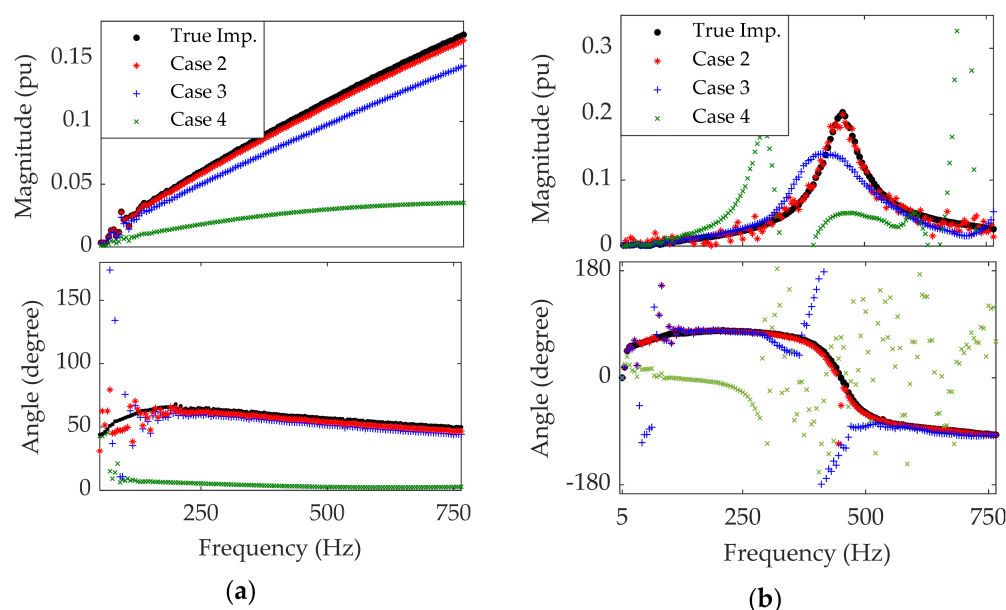 Magnitude (pu)
0.15
0.1
0.05
0
True Imp.
Case 2
Case 3
Case 4
Angle (degree)
150
100
50
0
250
500
750
Frequency (Hz)
(a)
Magnitude (pu)
0.3
0.2
0.1
0
True Imp.
Case 2
Case 3
Case 4
Angle (degree)
180
0
-180
5
250
500
750
Frequency (Hz)
(b)